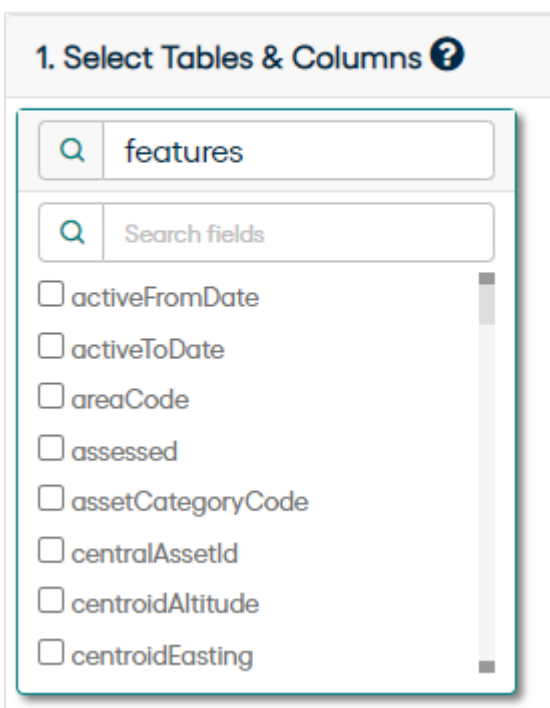 1. Select Tables & Columns ?
features
Search fields
activeFromDate
activeToDate
areaCode
assessed
assetCategoryCode
centralAssetId
centroidAltitude
centroidEasting